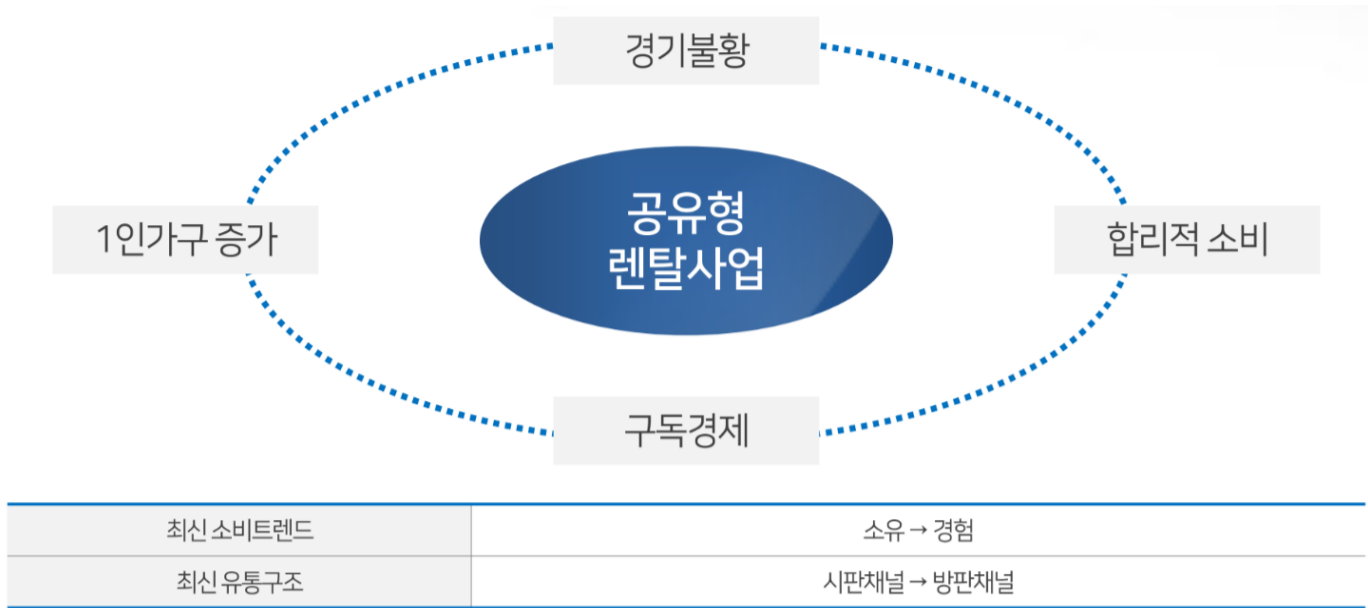 경기불황
공유형
렌탈사업
1인가구 증가
합리적 소비
구독경제
최신 소비트렌드 소유 → 경험
최신 유통구조 시판채널 → 방판채널